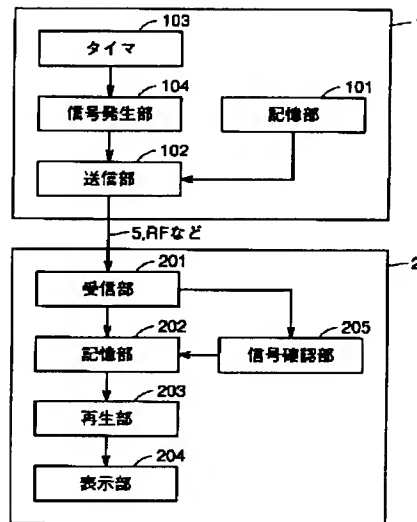 103
タイマ
104
信号発生部
101
記憶部
102
送信部
5,RFなど
2
201
受信部
202
記憶部
205
信号確認部
203
再生部
204
表示部